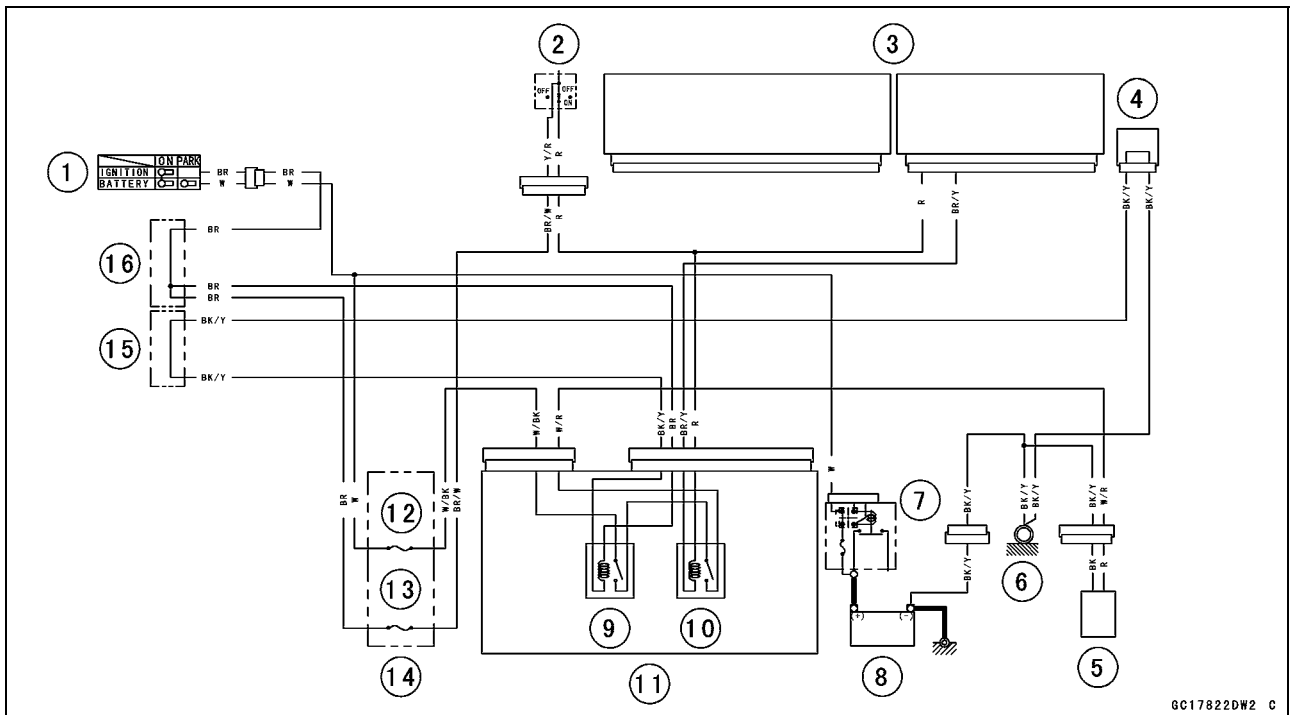 2
3
OFF OFF
ON
4
1
ON PARK
IGNITION
BATTERY
BR BR
W W
Y/R
R
BR/W
R
R
BR/Y
BK/Y
BK/Y
16
BR
BR
BR
15
BK/Y
BK/Y
W/BK
W/R
BK/Y
BR
BR/Y
R
BR
W
12
13
14
W/BK
BR/W
W
7
BK/Y
BK/Y
BK/Y
BK/Y
BK/Y
W/R
6
BK
R
5
9
10
11
(+) (-)
8
GC17822DW2 C